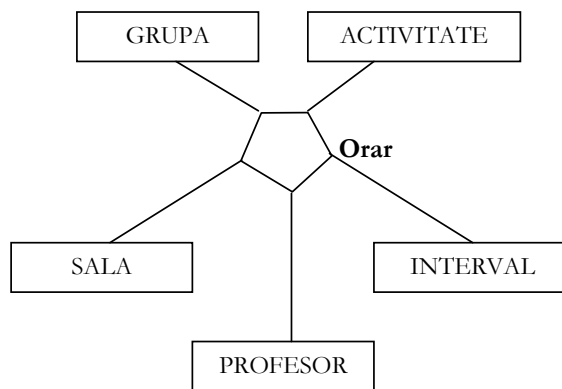 GRUPA
ACTIVITATE
Orar
SALA
INTERVAL
PROFESOR